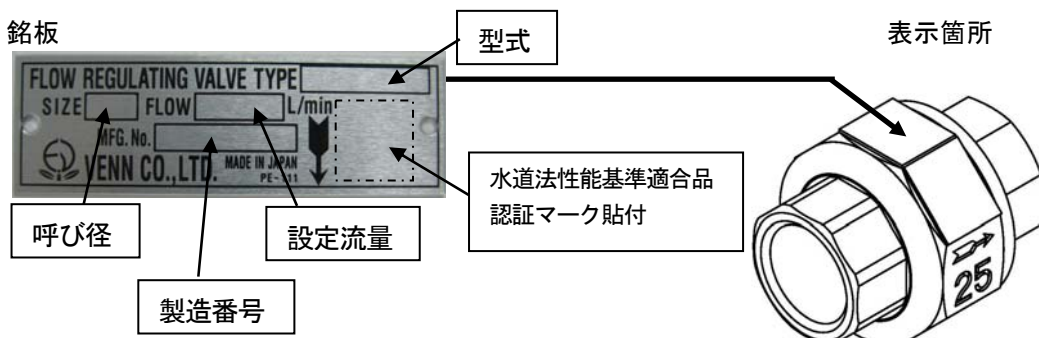 銘板
型式
表示箇所
FLOW REGULATING VALVE TYPE
SIZE FLOW L/min
MFG. No.
VENN CO.,LTD. MADE IN JAPAN
水道法性能基準適合品
認証マーク貼付
呼び径
設定流量
製造番号
25